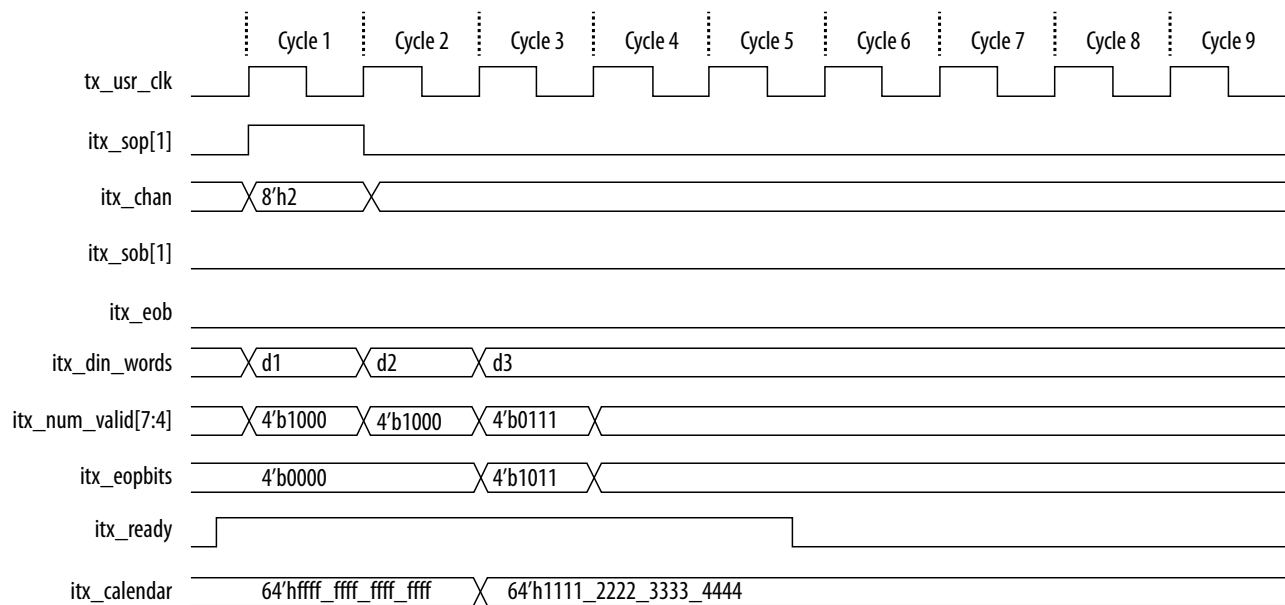 Cycle 1 Cycle 2 Cycle 3 Cycle 4 Cycle 5 Cycle 6 Cycle 7 Cycle 8 Cycle 9
tx_usr_clk
itx_sop[1]
itx_chan 8’h2
itx_sob[1]
itx_eob
itx_din_words d1 d2 d3
itx_num_valid[7:4] 4’b1000 4’b1000 4’b0111
itx_eopbits 4’b0000 4’b1011
itx_ready
itx_calendar 64’hffff_ffff_ffff_ffff 64’h1111_2222_3333_4444